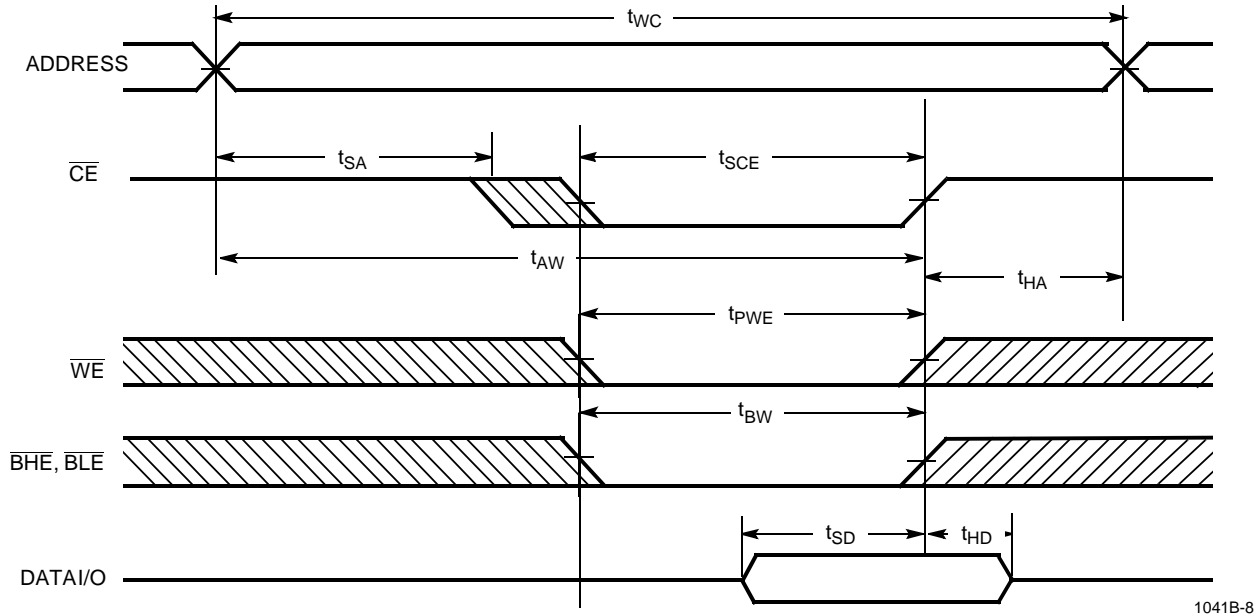 tWC
ADDRESS
tSA
tSCE
CE
tAW
tHA
tPWE
WE
tBW
BHE, BLE
tSD
tHD
DATAI/O
1041B-8